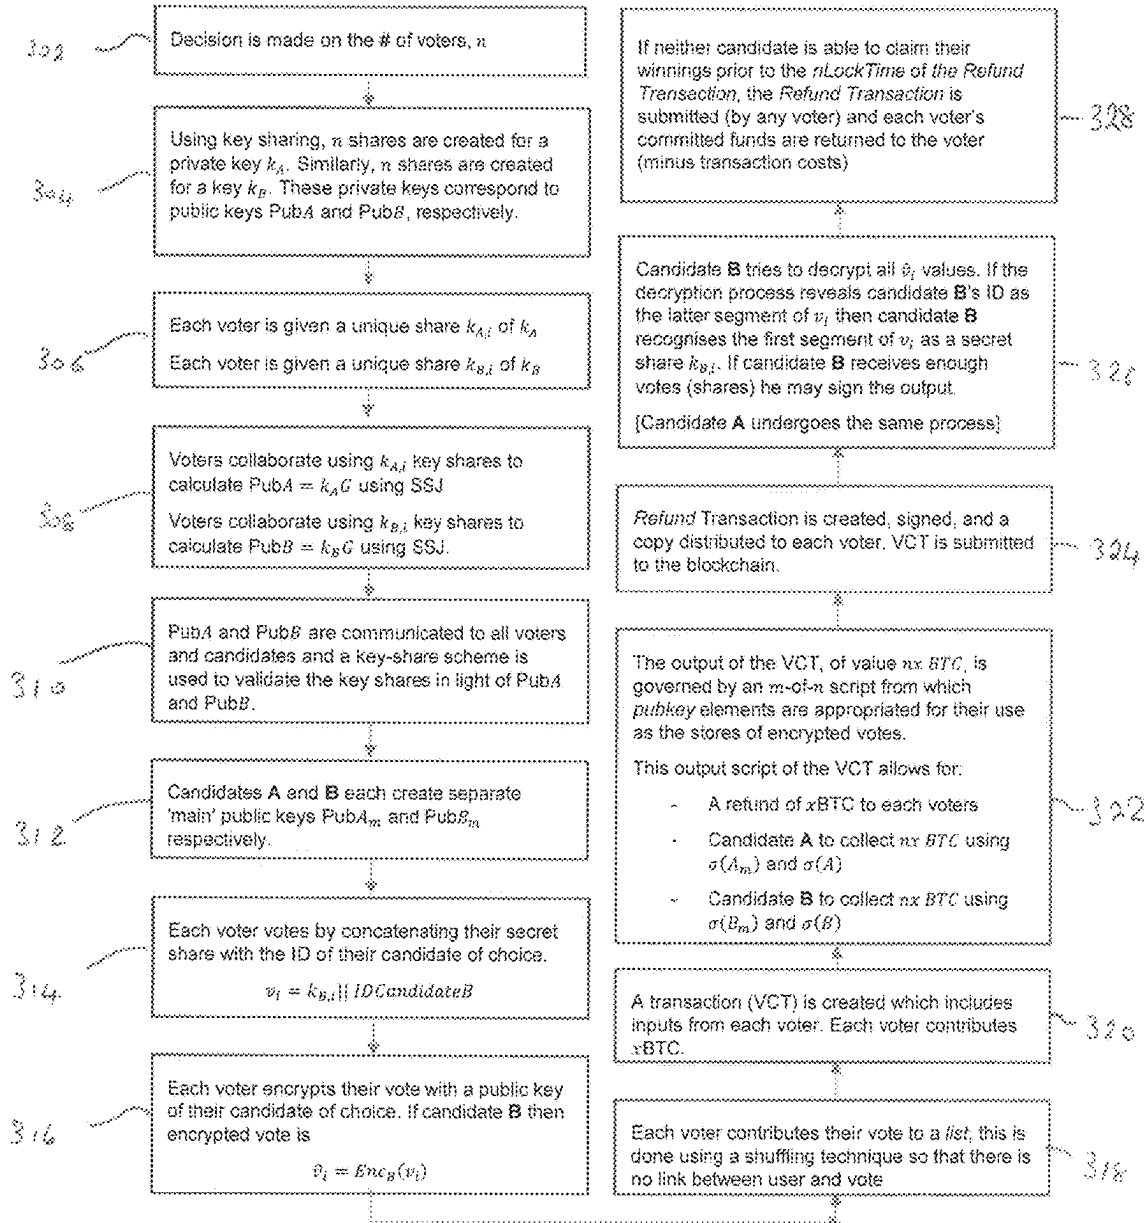 302
Decision is made on the # of voters, n
304
Using key sharing, n shares are created for a
private key k_A. Similarly, n shares are created
for a key k_B. These private keys correspond to
public keys PubA and PubB, respectively.
306
Each voter is given a unique share k_{A,i} of k_A
Each voter is given a unique share k_{B,i} of k_B
308
Voters collaborate using k_{A,i} key shares to
calculate PubA = k_A G using SSJ
Voters collaborate using k_{B,i} key shares to
calculate PubB = k_B G using SSJ.
310
PubA and PubB are communicated to all voters
and candidates and a key-share scheme is
used to validate the key shares in light of PubA
and PubB.
312
Candidates A and B each create separate
'main' public keys PubA_m and PubB_m
respectively.
314
Each voter votes by concatenating their secret
share with the ID of their candidate of choice.
v_i = k_{B,i}|| IDCandidateB
316
Each voter encrypts their vote with a public key
of their candidate of choice. If candidate B then
encrypted vote is
v̂_i = Enc_B(v_i)
Each voter contributes their vote to a list, this is
done using a shuffling technique so that there is
no link between user and vote
318
A transaction (VCT) is created which includes
inputs from each voter. Each voter contributes
xBTC.
320
The output of the VCT, of value nx BTC, is
governed by an m-of-n script from which
pubkey elements are appropriated for their use
as the stores of encrypted votes.
This output script of the VCT allows for:
- A refund of xBTC to each voters
- Candidate A to collect nx BTC using
σ(A_m) and σ(A)
- Candidate B to collect nx BTC using
σ(B_m) and σ(B)
322
Refund Transaction is created, signed, and a
copy distributed to each voter. VCT is submitted
to the blockchain.
324
Candidate B tries to decrypt all v̂_i values. If the
decryption process reveals candidate B's ID as
the latter segment of v_i then candidate B
recognises the first segment of v_i as a secret
share k_{B,i}. If candidate B receives enough
votes (shares) he may sign the output.
[Candidate A undergoes the same process]
326
If neither candidate is able to claim their
winnings prior to the nLockTime of the Refund
Transaction, the Refund Transaction is
submitted (by any voter) and each voter's
committed funds are returned to the voter
(minus transaction costs)
328